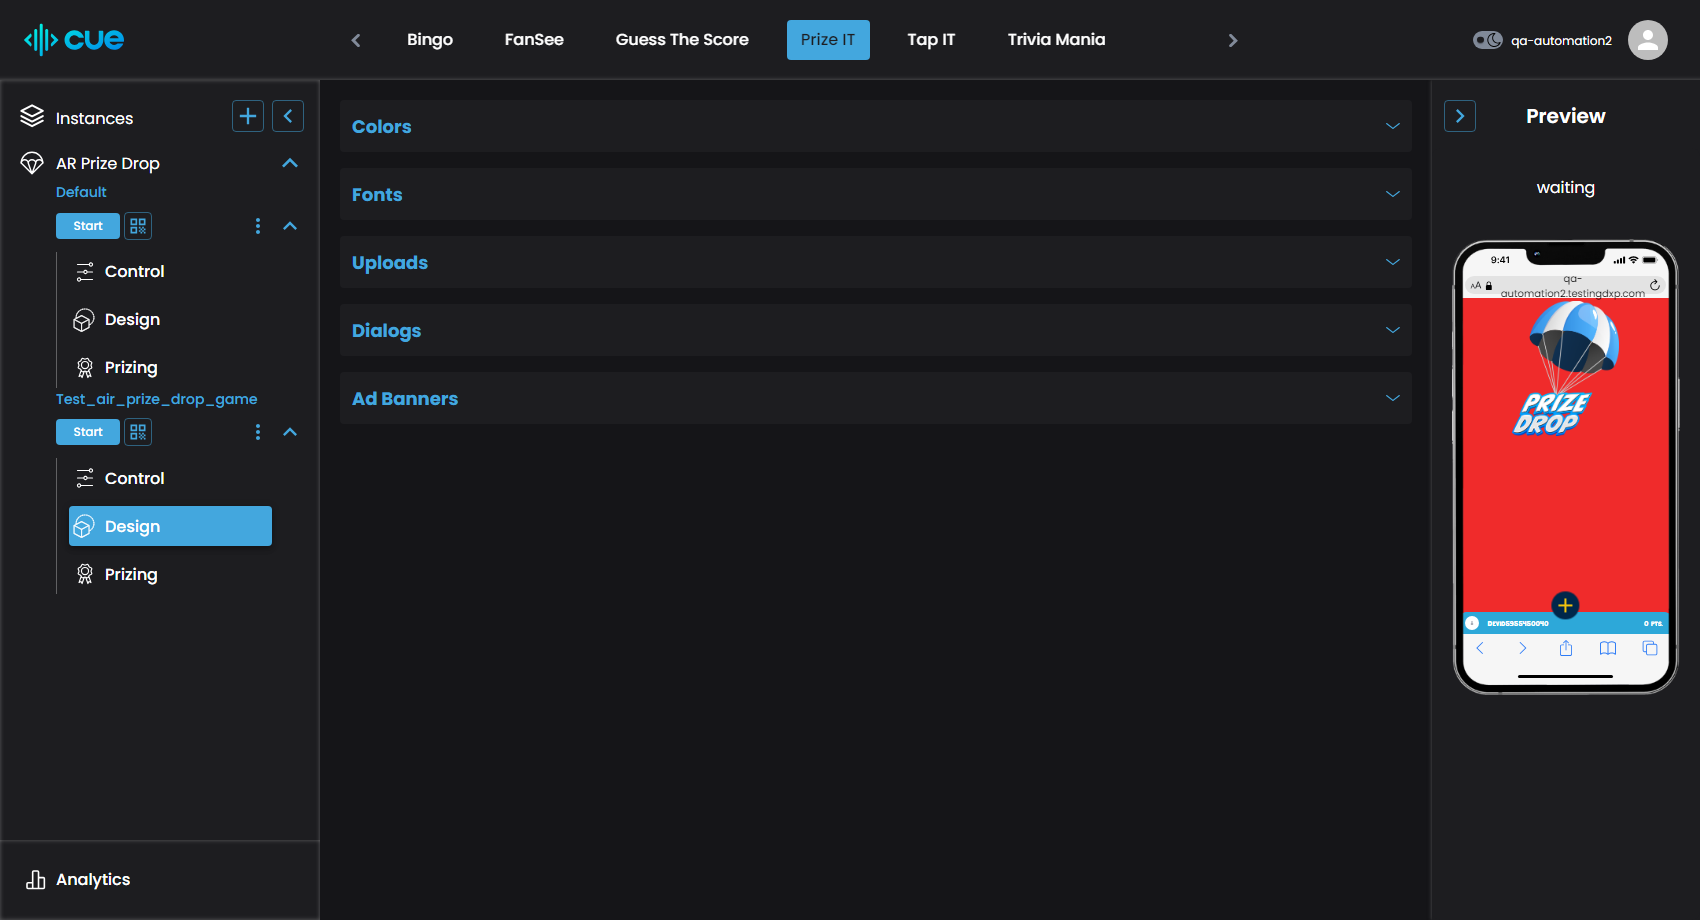 cue
Bingo
FanSee
Guess The Score
Prize IT
Tap IT
Trivia Mania
qa-automation2
Instances
AR Prize Drop
Default
Start
Control
Design
Prizing
Test_air_prize_drop_game
Start
Control
Design
Prizing
Analytics
Colors
Fonts
Uploads
Dialogs
Ad Banners
Preview
waiting
9:41
AA
qa-
automation2.testingdxp.com
PRIZE
DROP
0 PTS.